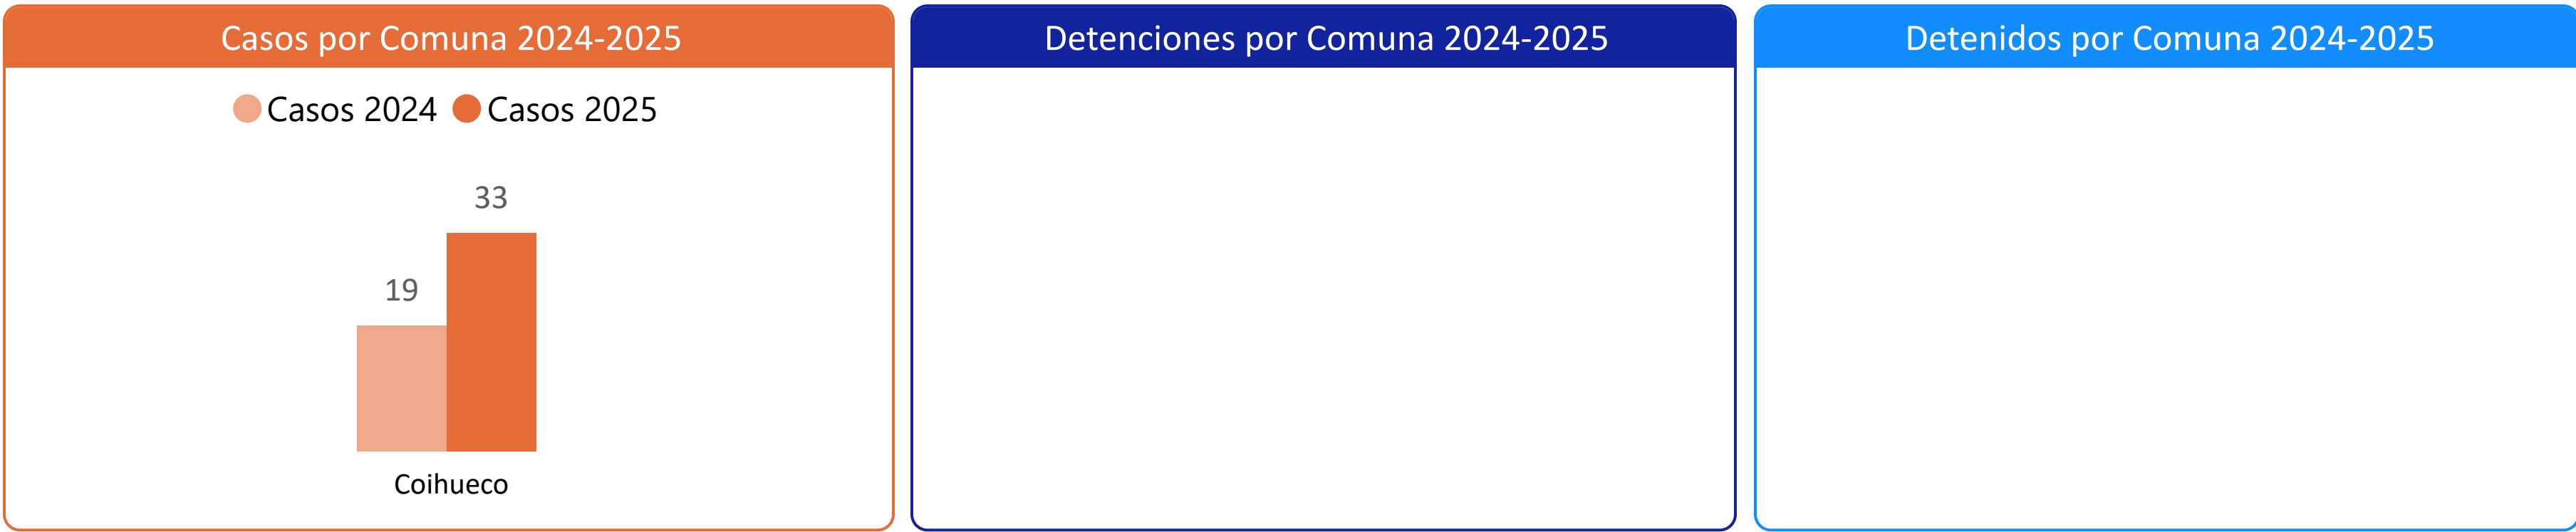 Casos por Comuna 2024-2025
Casos 2024 Casos 2025
33
19
Coihueco
Detenciones por Comuna 2024-2025
Detenidos por Comuna 2024-2025